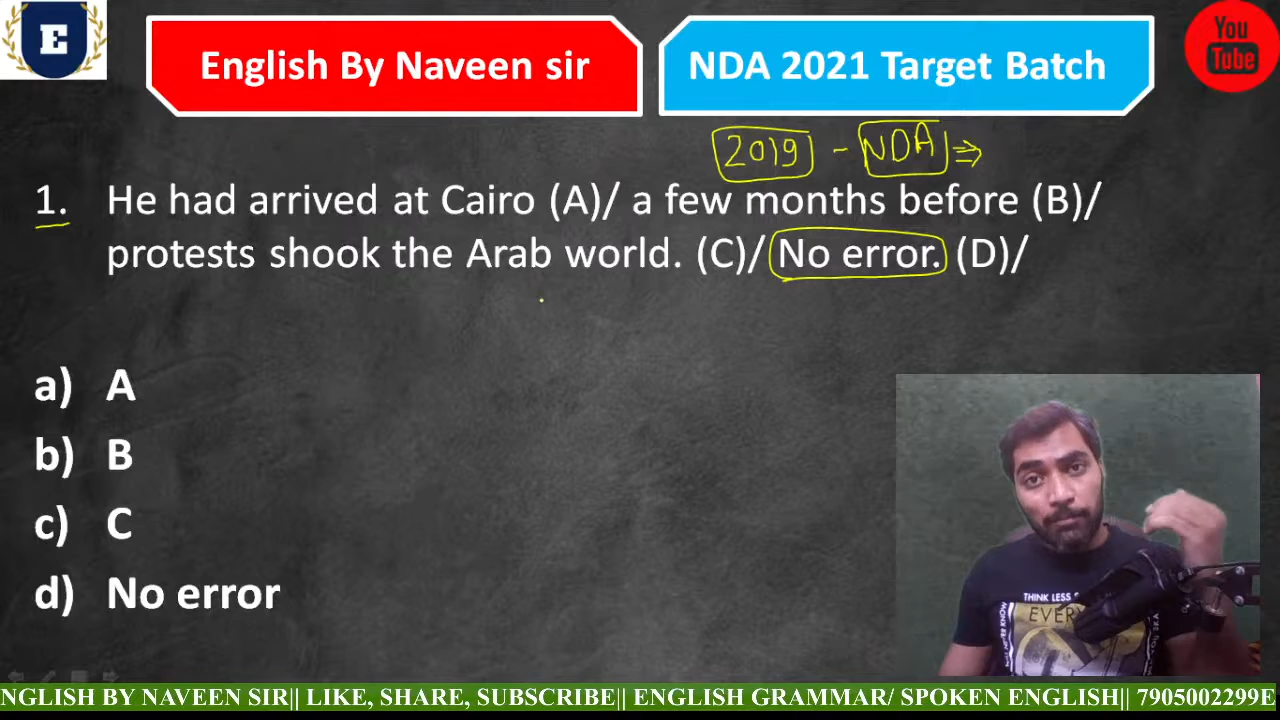 E
English By Naveen sir
NDA 2021 Target Batch
You
Tube
2019 - NDA ⇒
1. He had arrived at Cairo (A)/ a few months before (B)/
protests shook the Arab world. (C)/ No error. (D)/
a) A
b) B
c) C
d) No error
THINK LESS
EVERY
NGLISH BY NAVEEN SIR|| LIKE, SHARE, SUBSCRIBE|| ENGLISH GRAMMAR/ SPOKEN ENGLISH|| 7905002299E